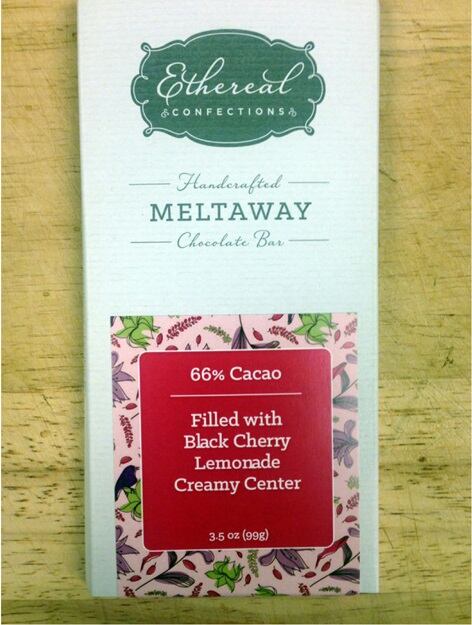 Ethereal
CONFECTIONS
Handcrafted
MELTAWAY
Chocolate Bar
66% Cacao
Filled with
Black Cherry
Lemonade
Creamy Center
3.5 oz (99g)